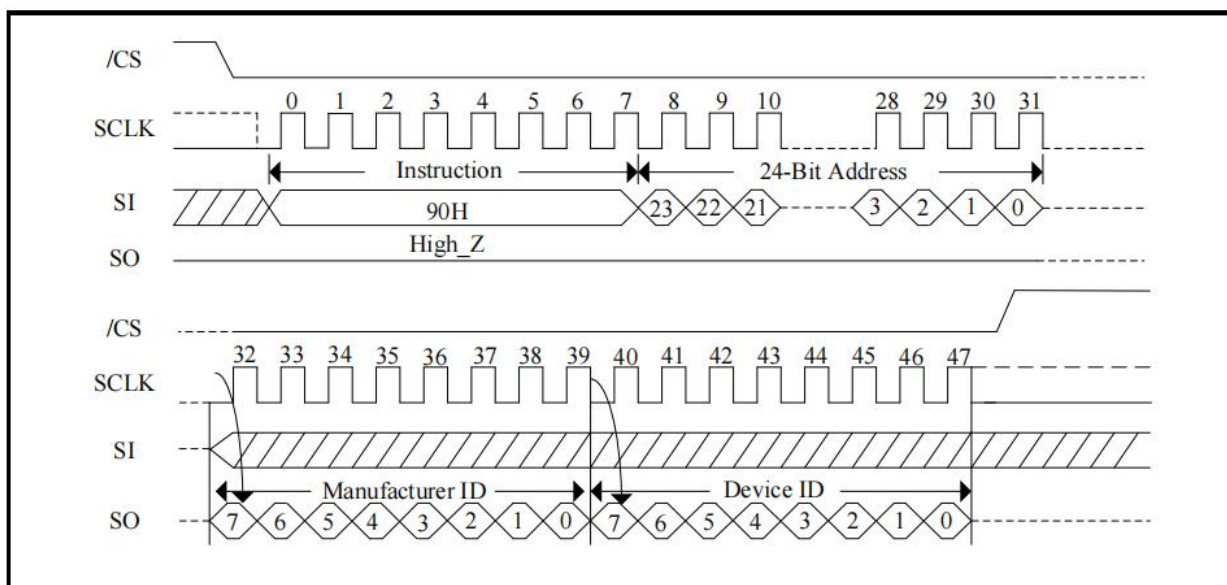 /CS
0 1 2 3 4 5 6 7 8 9 10 28 29 30 31
SCLK
Instruction 24-Bit Address
SI 90H 23 22 21 3 2 1 0
High_Z
SO
/CS
32 33 34 35 36 37 38 39 40 41 42 43 44 45 46 47
SCLK
SI
Manufacturer ID Device ID
SO 7 6 5 4 3 2 1 0 7 6 5 4 3 2 1 0